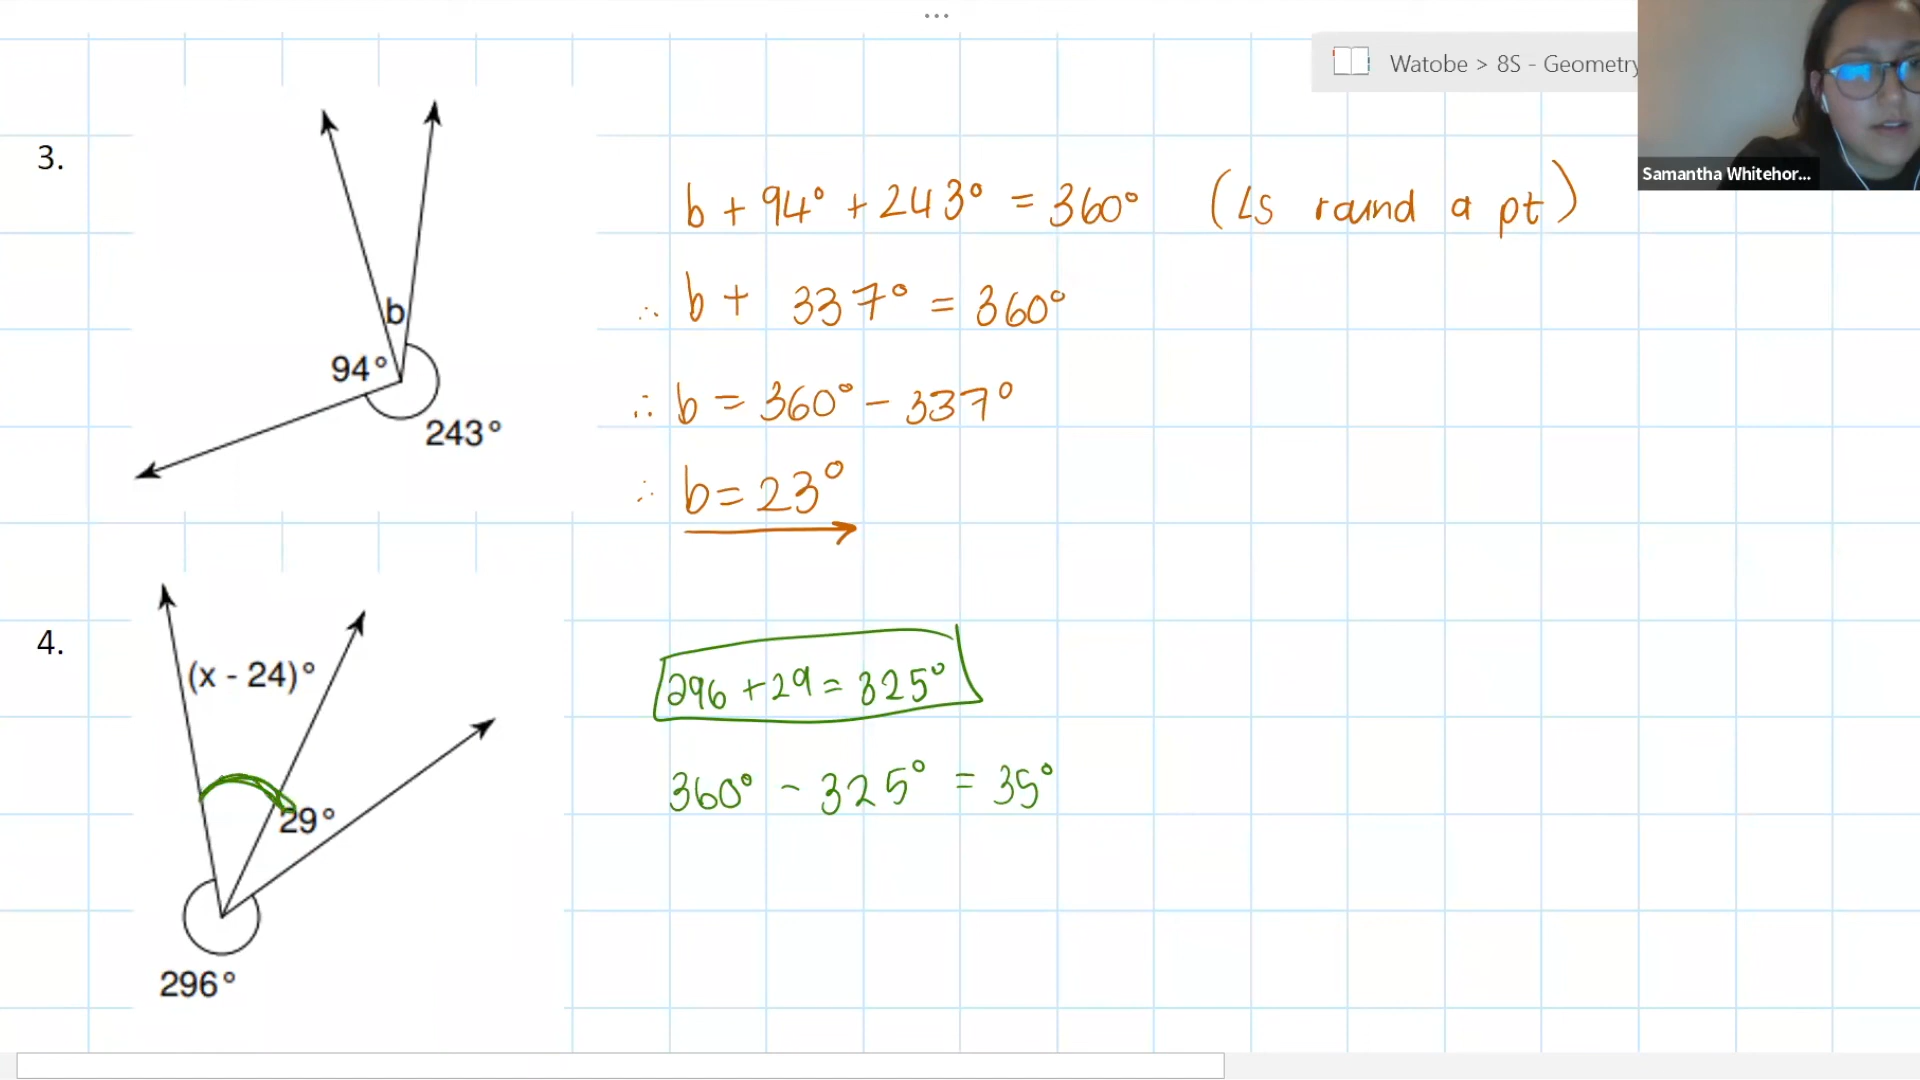 ...
Watobe > 8S - Geometry
Samantha Whitehor...
3.
b
94°
243°
b + 94° + 243° = 360° (∠s round a pt)
∴ b + 337° = 360°
∴ b = 360° - 337°
∴ b = 23°
4.
(x - 24)°
29°
296°
296 + 29 = 325°
360° - 325° = 35°